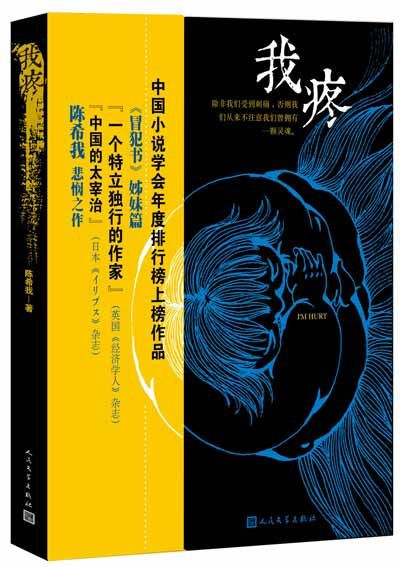 我疼
陈希我 著
中国小说学会年度排行榜上榜作品
《冒犯书》姊妹篇
『一个特立独行的作家』
(英国《经济学人》杂志)
『中国的太宰治』
(日本《イリプス》杂志)
陈希我 悲悯之作
我疼
除非我们受到刺痛，否则我
们从来不注意我们曾拥有
一颗灵魂。
I'M HURT
人民文学出版社